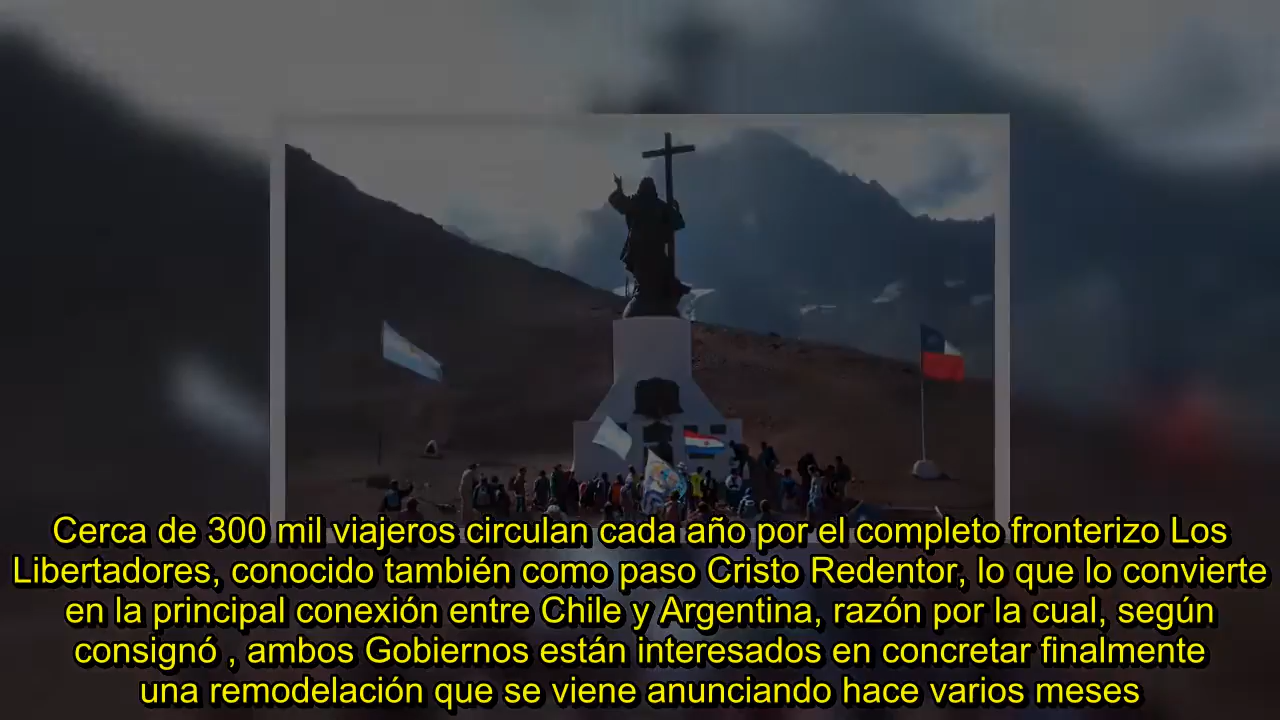 Cerca de 300 mil viajeros circulan cada año por el completo fronterizo Los
Libertadores, conocido también como paso Cristo Redentor, lo que lo convierte
en la principal conexión entre Chile y Argentina, razón por la cual, según
consignó , ambos Gobiernos están interesados en concretar finalmente
una remodelación que se viene anunciando hace varios meses